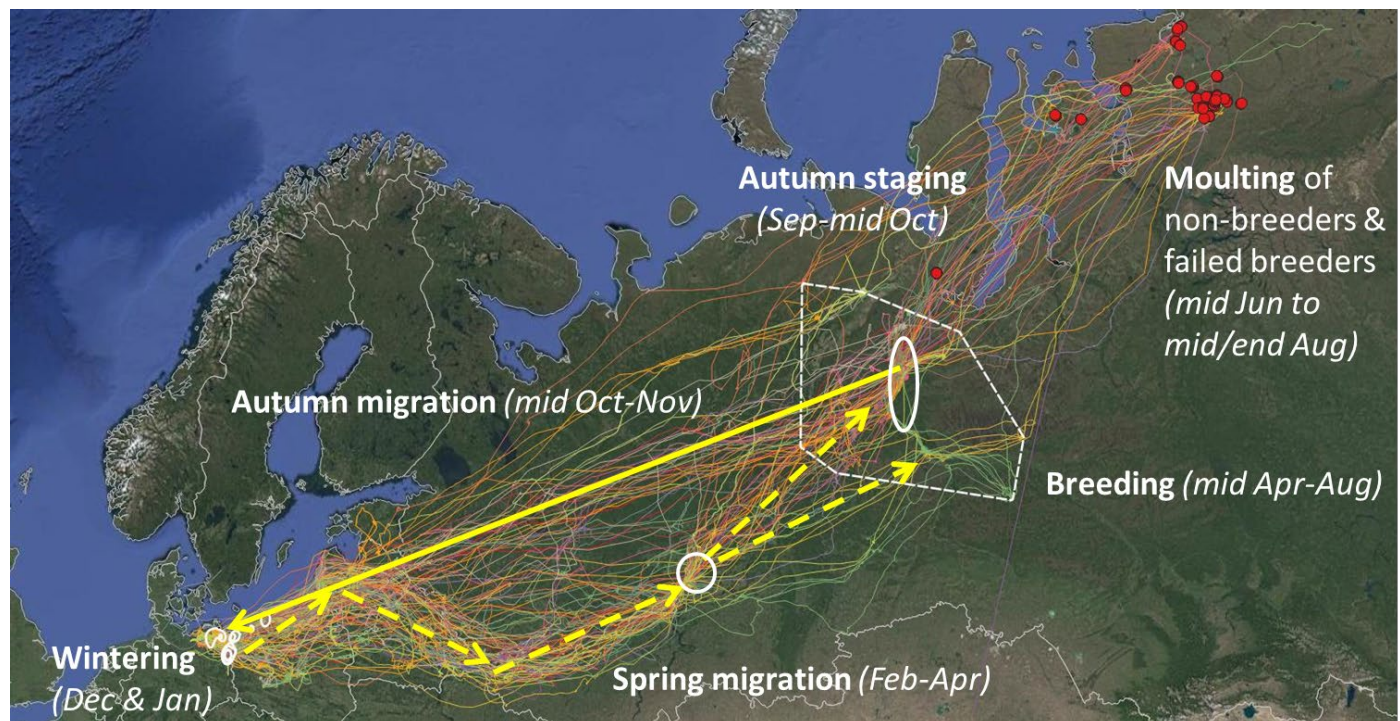 Autumn staging
(Sep-mid Oct)
Moulting of
non-breeders &
failed breeders
(mid Jun to
mid/end Aug)
Autumn migration (mid Oct-Nov)
Breeding (mid Apr-Aug)
Wintering
(Dec & Jan)
Spring migration (Feb-Apr)